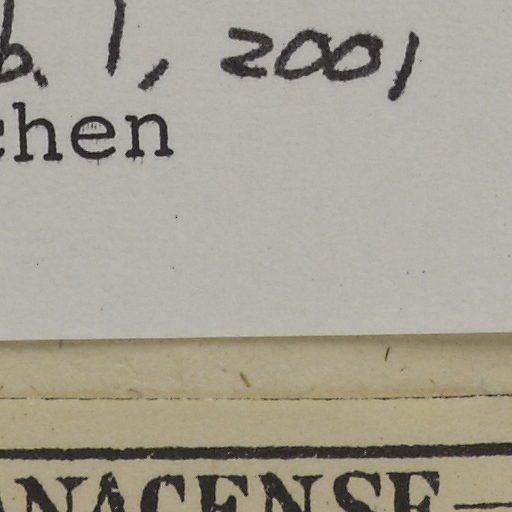 b. 1, 2001
chen
ANACENSE—